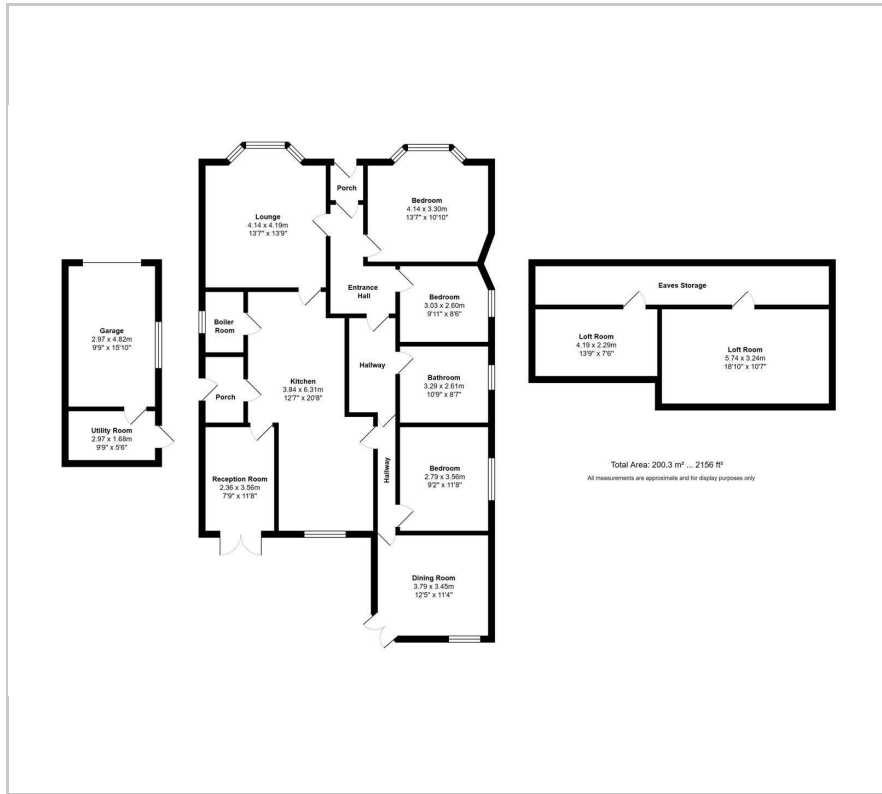 Porch
Lounge
4.14 x 4.19m
13'7" x 13'9"
Bedroom
4.14 x 3.30m
13'7" x 10'10"
Entrance
Hall
Bedroom
3.03 x 2.60m
9'11" x 8'6"
Boiler
Room
Garage
2.97 x 4.82m
9'9" x 15'10"
Hallway
Bathroom
3.29 x 2.61m
10'9" x 8'7"
Kitchen
3.84 x 6.31m
12'7" x 20'8"
Porch
Utility Room
2.97 x 1.68m
9'9" x 5'6"
Reception Room
2.36 x 3.56m
7'9" x 11'8"
Hallway
Bedroom
2.79 x 3.56m
9'2" x 11'8"
Dining Room
3.79 x 3.45m
12'5" x 11'4"
Eaves Storage
Loft Room
4.19 x 2.29m
13'9" x 7'6"
Loft Room
5.74 x 3.24m
18'10" x 10'7"
Total Area: 200.3 m² ... 2156 ft²
All measurements are approximate and for display purposes only